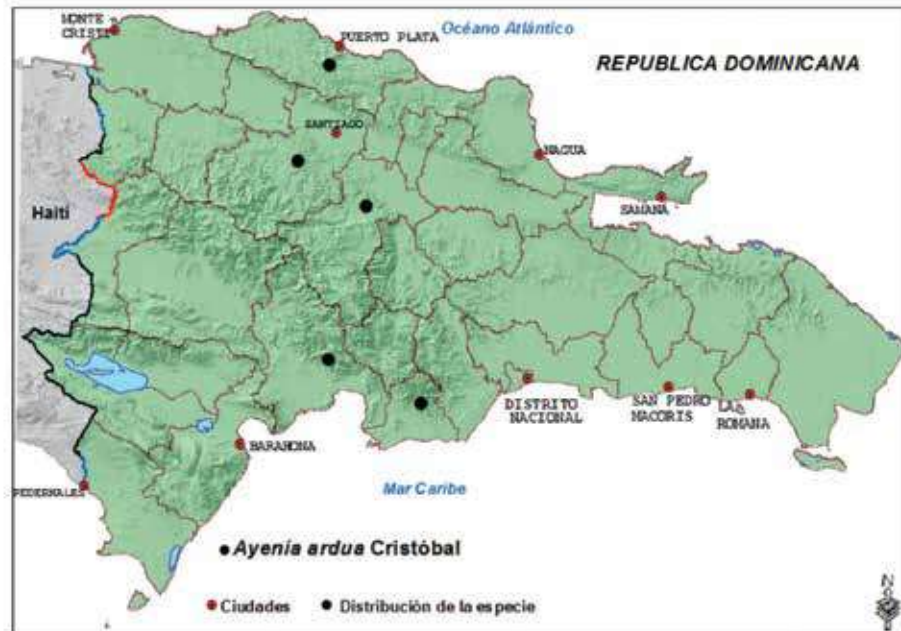 MONTE
CRISTI
PUERTO PLATA
Océano Atlántico
REPUBLICA DOMINICANA
SANTIAGO
NAGUA
SAMANA
Haití
DISTRITO
NACIONAL
SAN PEDRO
MACORIS
LA
ROMANA
BARAHONA
PEDERNALES
Mar Caribe
Ayenía ardua Cristóbal
Ciudades
Distribución de la especie
N